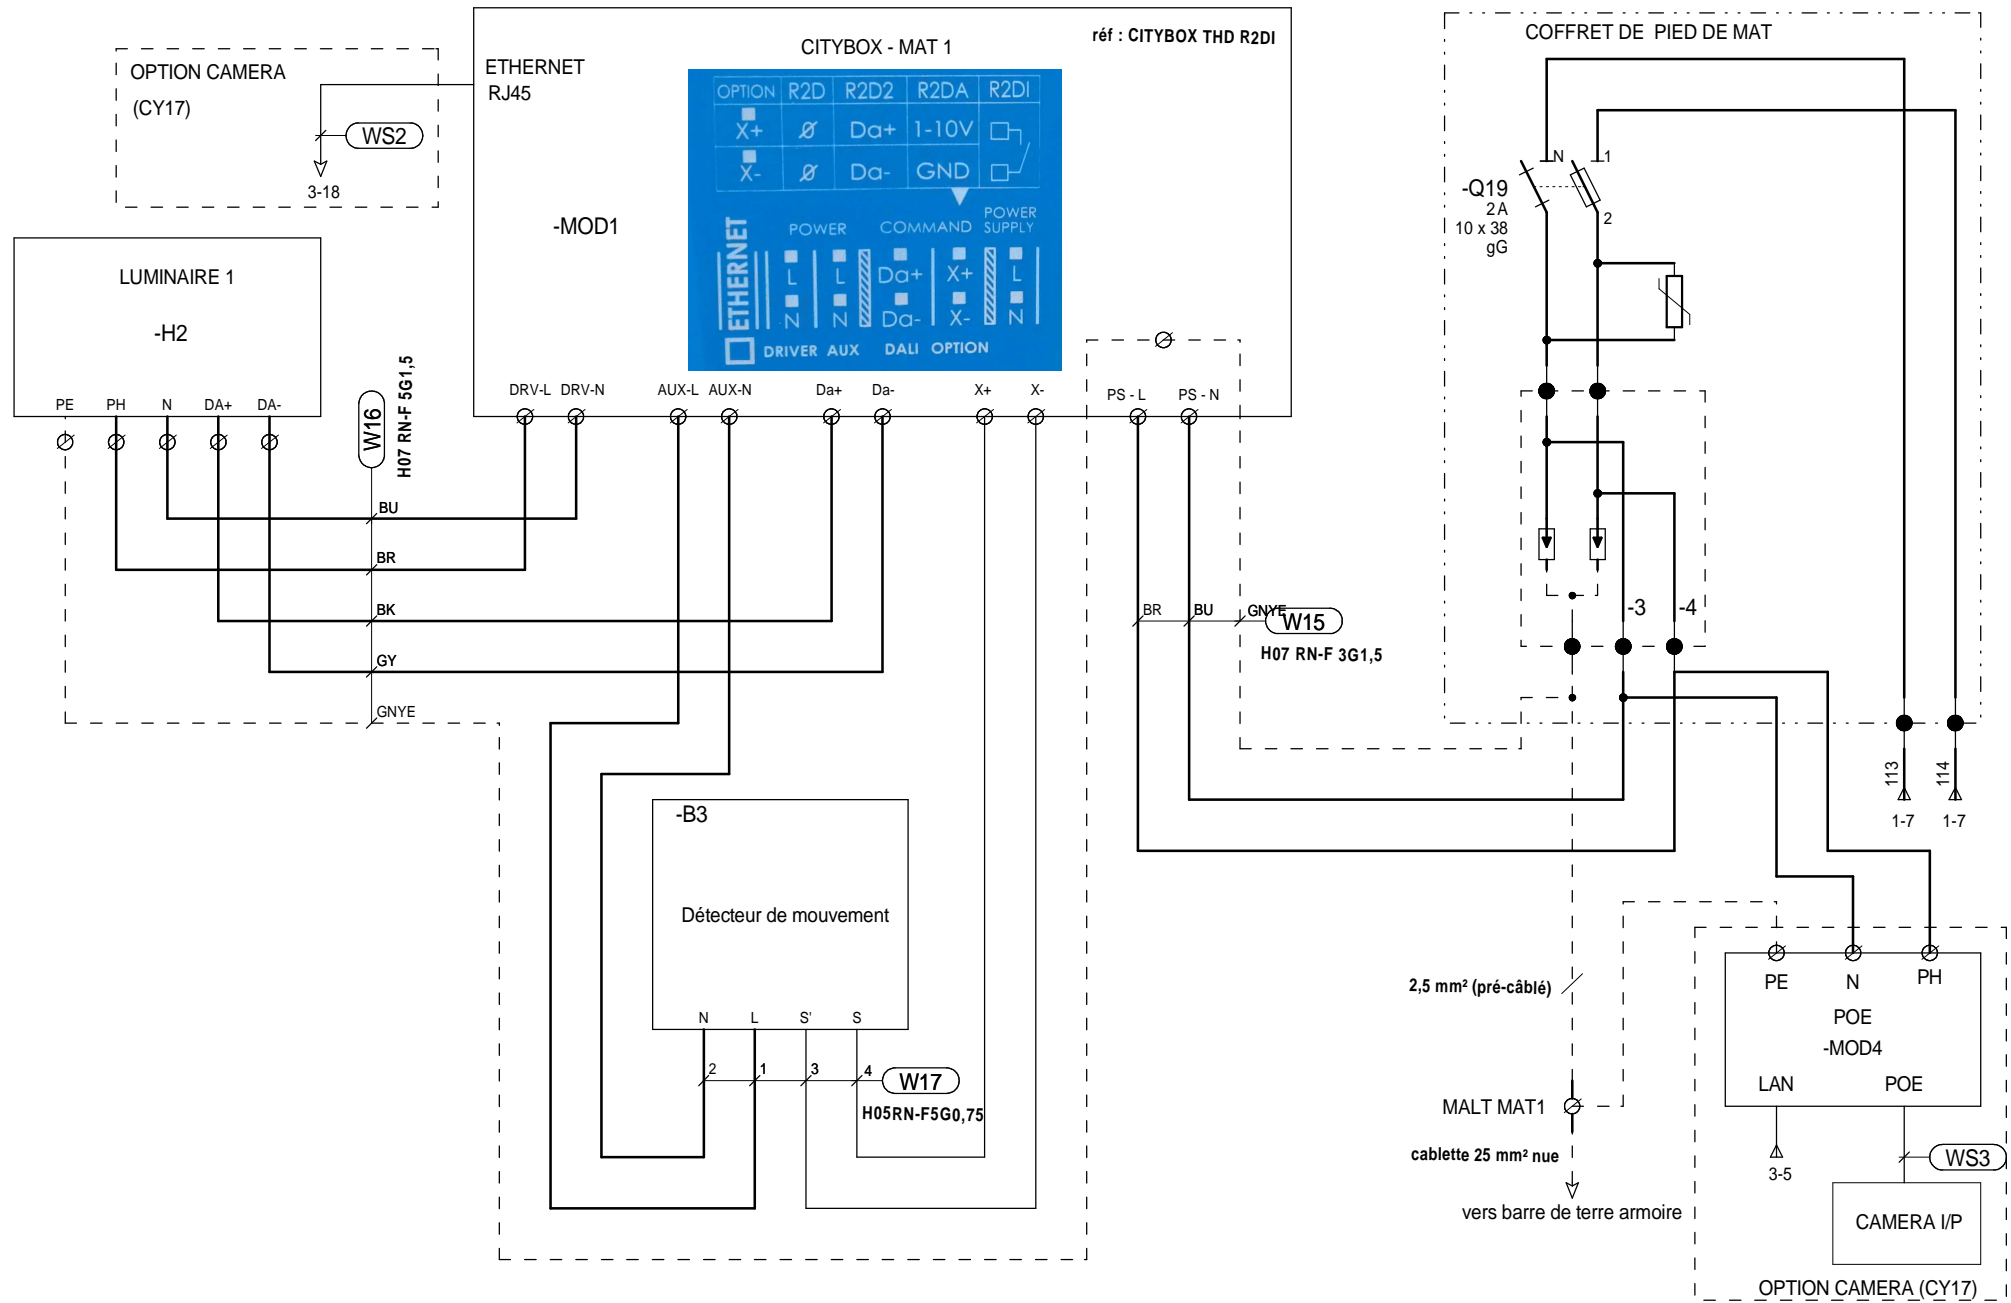 OPTION CAMERA
(CY17)
WS2
3-18
ETHERNET
RJ45
CITYBOX - MAT 1
réf : CITYBOX THD R2DI
-MOD1
OPTION R2D R2D2 R2DA R2DI
X+ Ø Da+ 1-10V
X- Ø Da- GND
ETHERNET
POWER COMMAND POWER SUPPLY
L L Da+ X+ L
N N Da- X- N
DRIVER AUX DALI OPTION
DRV-L DRV-N AUX-L AUX-N Da+ Da- X+ X- PS - L PS - N
LUMINAIRE 1
-H2
PE PH N DA+ DA-
W16
H07 RN-F 5G1,5
BU
BR
BK
GY
GNYE
BR BU GNYE
W15
H07 RN-F 3G1,5
-B3
Détecteur de mouvement
N L S' S
2 1 3 4
W17
H05RN-F5G0,75
COFFRET DE PIED DE MAT
N 1
-Q19
2A
10 x 38
gG
2
-3 -4
113 114
1-7 1-7
2,5 mm² (pré-câblé)
MALT MAT1
cablette 25 mm² nue
vers barre de terre armoire
PE N PH
POE
-MOD4
LAN POE
3-5
WS3
CAMERA I/P
OPTION CAMERA (CY17)